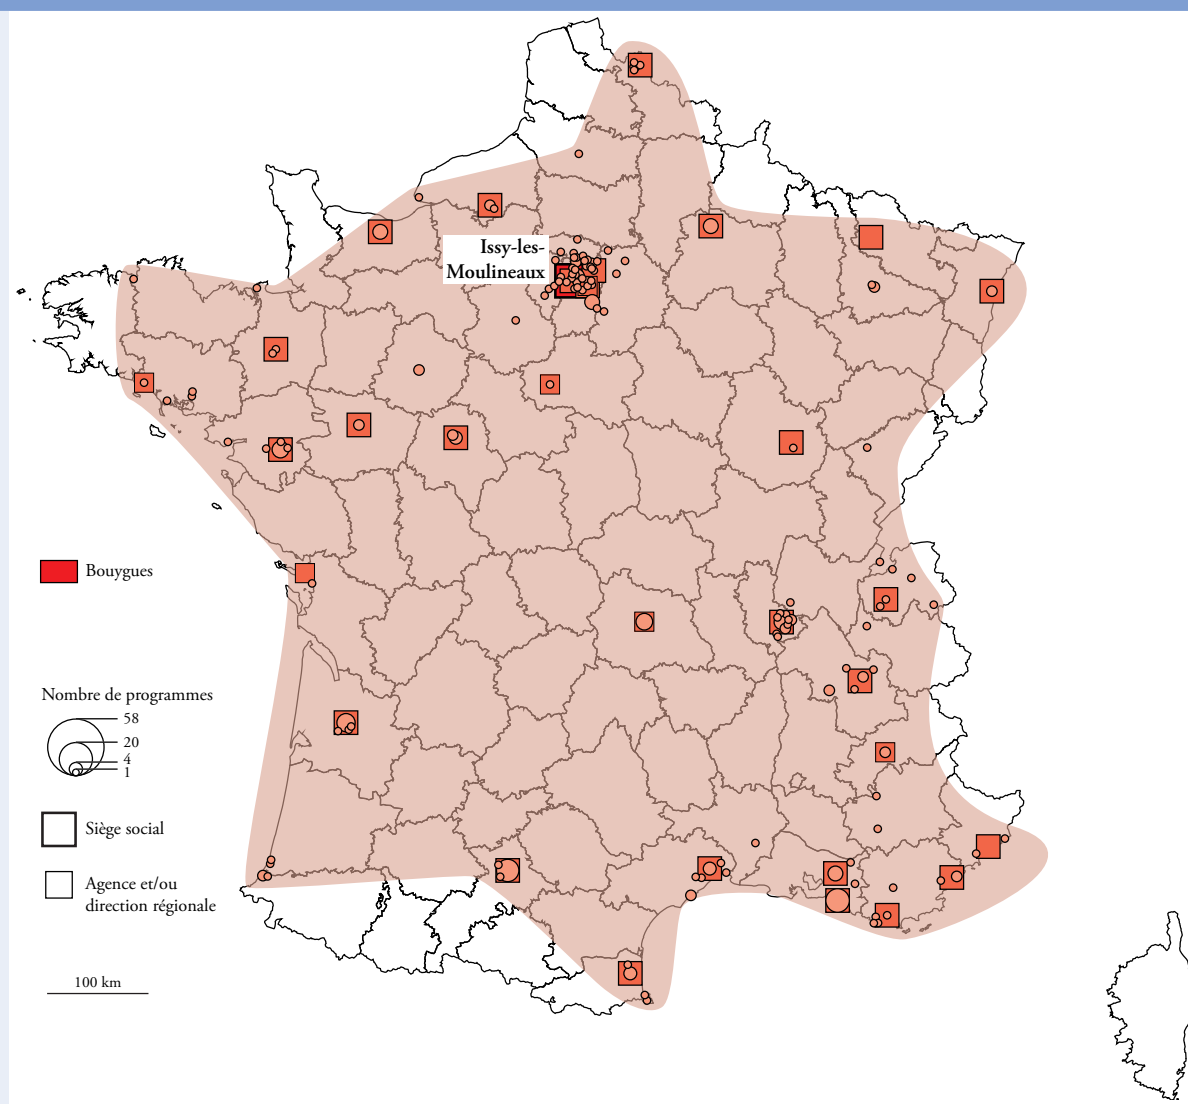 Issy-les-
Moulineaux
Bouygues
Nombre de programmes
58
20
4
1
Siège social
Agence et/ou
direction régionale
100 km